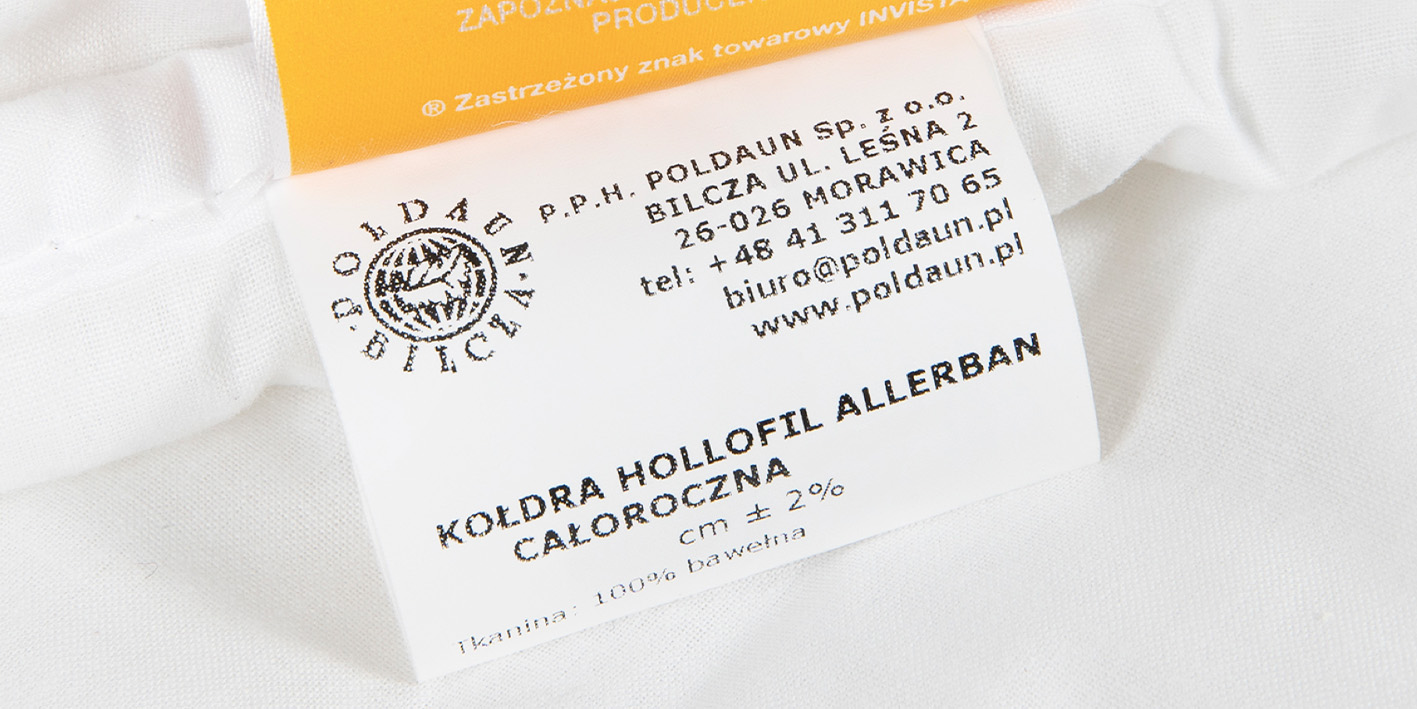 PRODUCEN
® Zastrzeżony znak towarowy INVISTA
POLDAUN · BILCZA ·
P.P.H. POLDAUN Sp. z o.o.
BILCZA UL. LEŚNA 2
26-026 MORAWICA
tel: +48 41 311 70 65
biuro@poldaun.pl
www.poldaun.pl
KOŁDRA HOLLOFIL ALLERBAN
CAŁOROCZNA
cm ± 2%
Tkanina: 100% bawełna